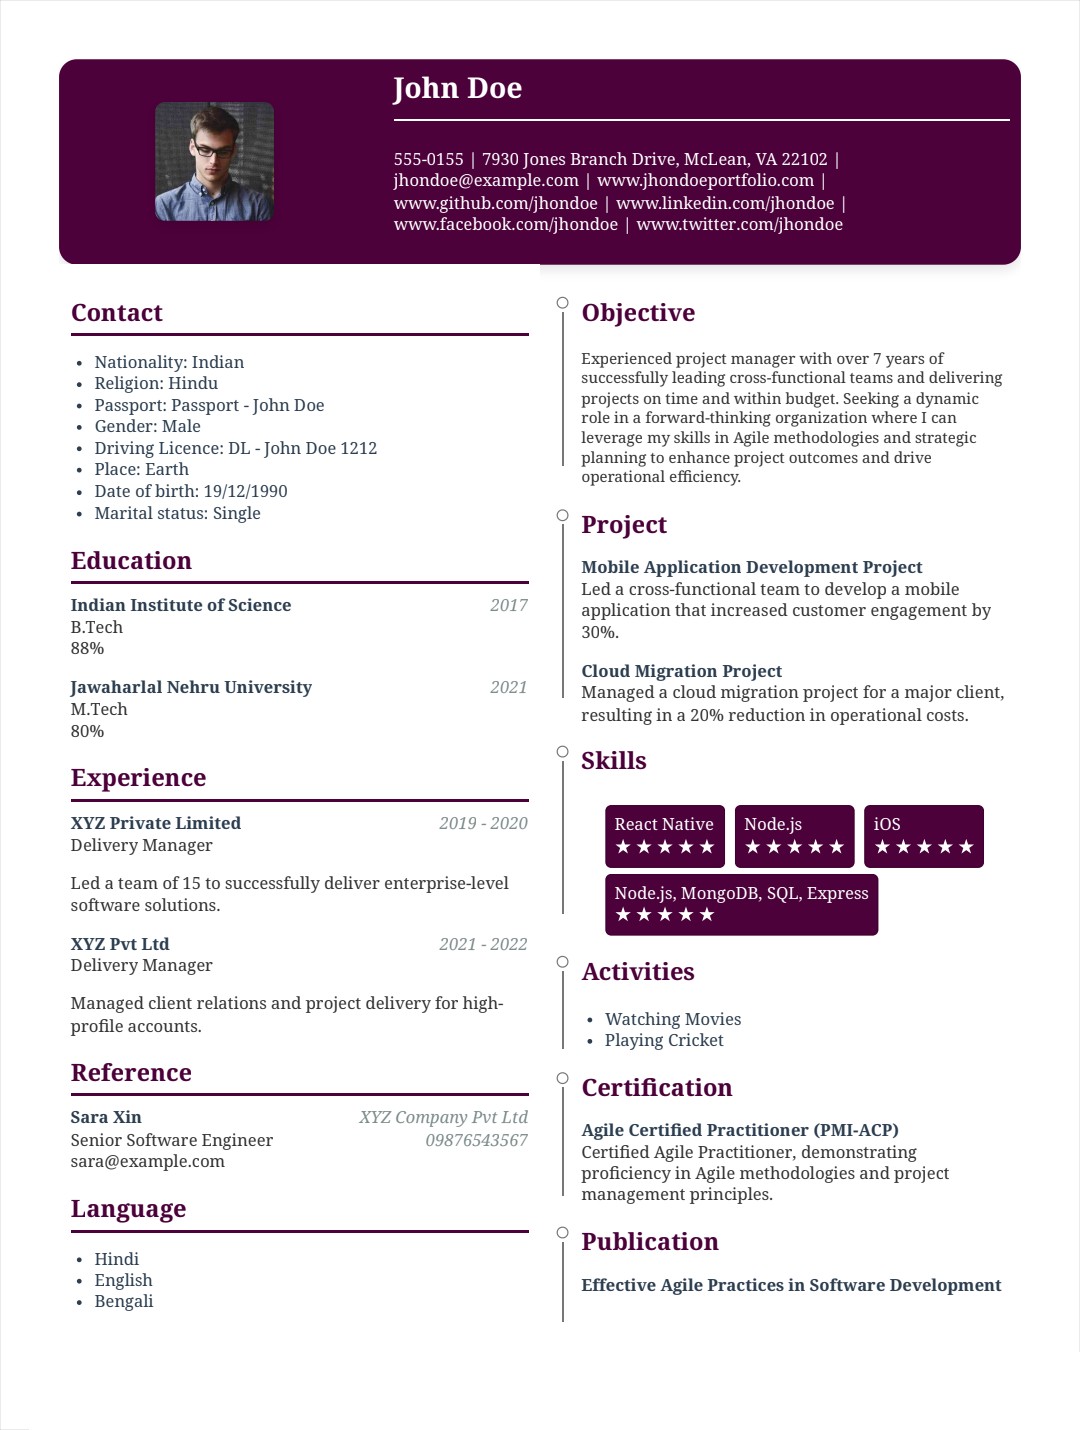 John Doe
555-0155 | 7930 Jones Branch Drive, McLean, VA 22102 |
jhondoe@example.com | www.jhondoeportfolio.com |
www.github.com/jhondoe | www.linkedin.com/jhondoe |
www.facebook.com/jhondoe | www.twitter.com/jhondoe
Contact
• Nationality: Indian
• Religion: Hindu
• Passport: Passport - John Doe
• Gender: Male
• Driving Licence: DL - John Doe 1212
• Place: Earth
• Date of birth: 19/12/1990
• Marital status: Single
Education
Indian Institute of Science 2017
B.Tech
88%
Jawaharlal Nehru University 2021
M.Tech
80%
Experience
XYZ Private Limited 2019 - 2020
Delivery Manager
Led a team of 15 to successfully deliver enterprise-level
software solutions.
XYZ Pvt Ltd 2021 - 2022
Delivery Manager
Managed client relations and project delivery for high-
profile accounts.
Reference
Sara Xin XYZ Company Pvt Ltd
Senior Software Engineer 09876543567
sara@example.com
Language
• Hindi
• English
• Bengali
Objective
Experienced project manager with over 7 years of
successfully leading cross-functional teams and delivering
projects on time and within budget. Seeking a dynamic
role in a forward-thinking organization where I can
leverage my skills in Agile methodologies and strategic
planning to enhance project outcomes and drive
operational efficiency.
Project
Mobile Application Development Project
Led a cross-functional team to develop a mobile
application that increased customer engagement by
30%.
Cloud Migration Project
Managed a cloud migration project for a major client,
resulting in a 20% reduction in operational costs.
Skills
React Native Node.js iOS
★★★★★ ★★★★★ ★★★★★
Node.js, MongoDB, SQL, Express
★★★★★
Activities
• Watching Movies
• Playing Cricket
Certification
Agile Certified Practitioner (PMI-ACP)
Certified Agile Practitioner, demonstrating
proficiency in Agile methodologies and project
management principles.
Publication
Effective Agile Practices in Software Development